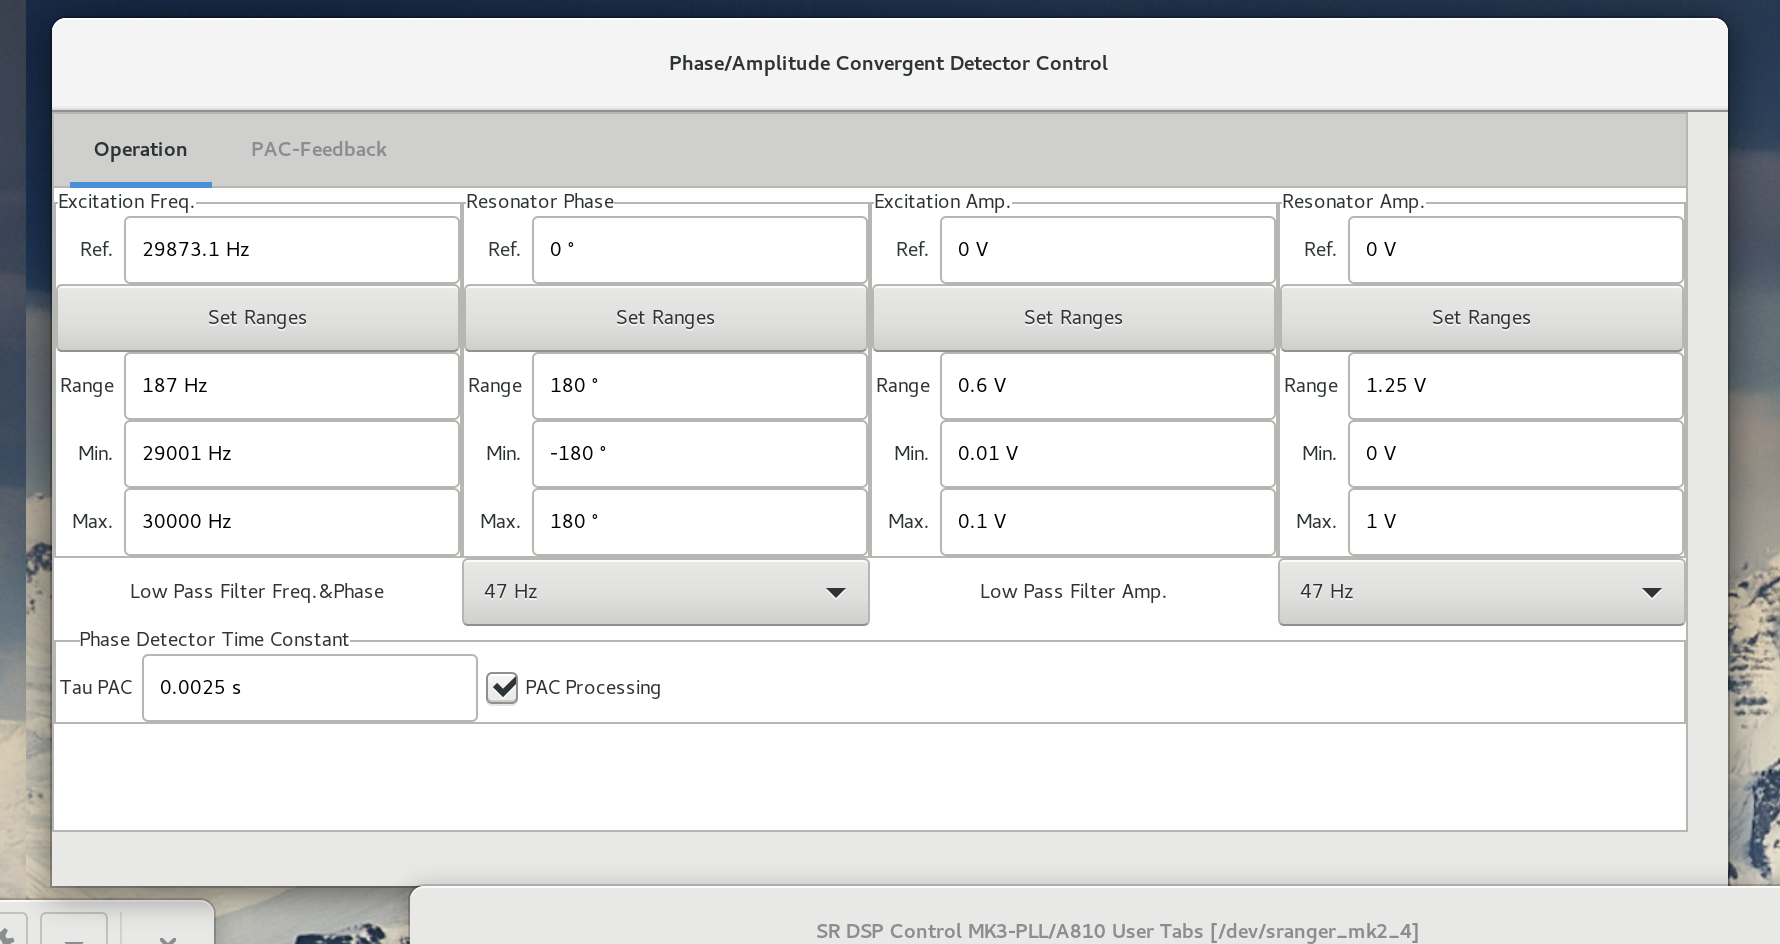 Phase/Amplitude Convergent Detector Control
Operation PAC-Feedback
Excitation Freq. Resonator Phase Excitation Amp. Resonator Amp.
Ref. 29873.1 Hz Ref. 0 ° Ref. 0 V Ref. 0 V
Set Ranges Set Ranges Set Ranges Set Ranges
Range 187 Hz Range 180 ° Range 0.6 V Range 1.25 V
Min. 29001 Hz Min. -180 ° Min. 0.01 V Min. 0 V
Max. 30000 Hz Max. 180 ° Max. 0.1 V Max. 1 V
Low Pass Filter Freq.&Phase 47 Hz Low Pass Filter Amp. 47 Hz
Phase Detector Time Constant
Tau PAC 0.0025 s PAC Processing
SR DSP Control MK3-PLL/A810 User Tabs [/dev/sranger_mk2_4]